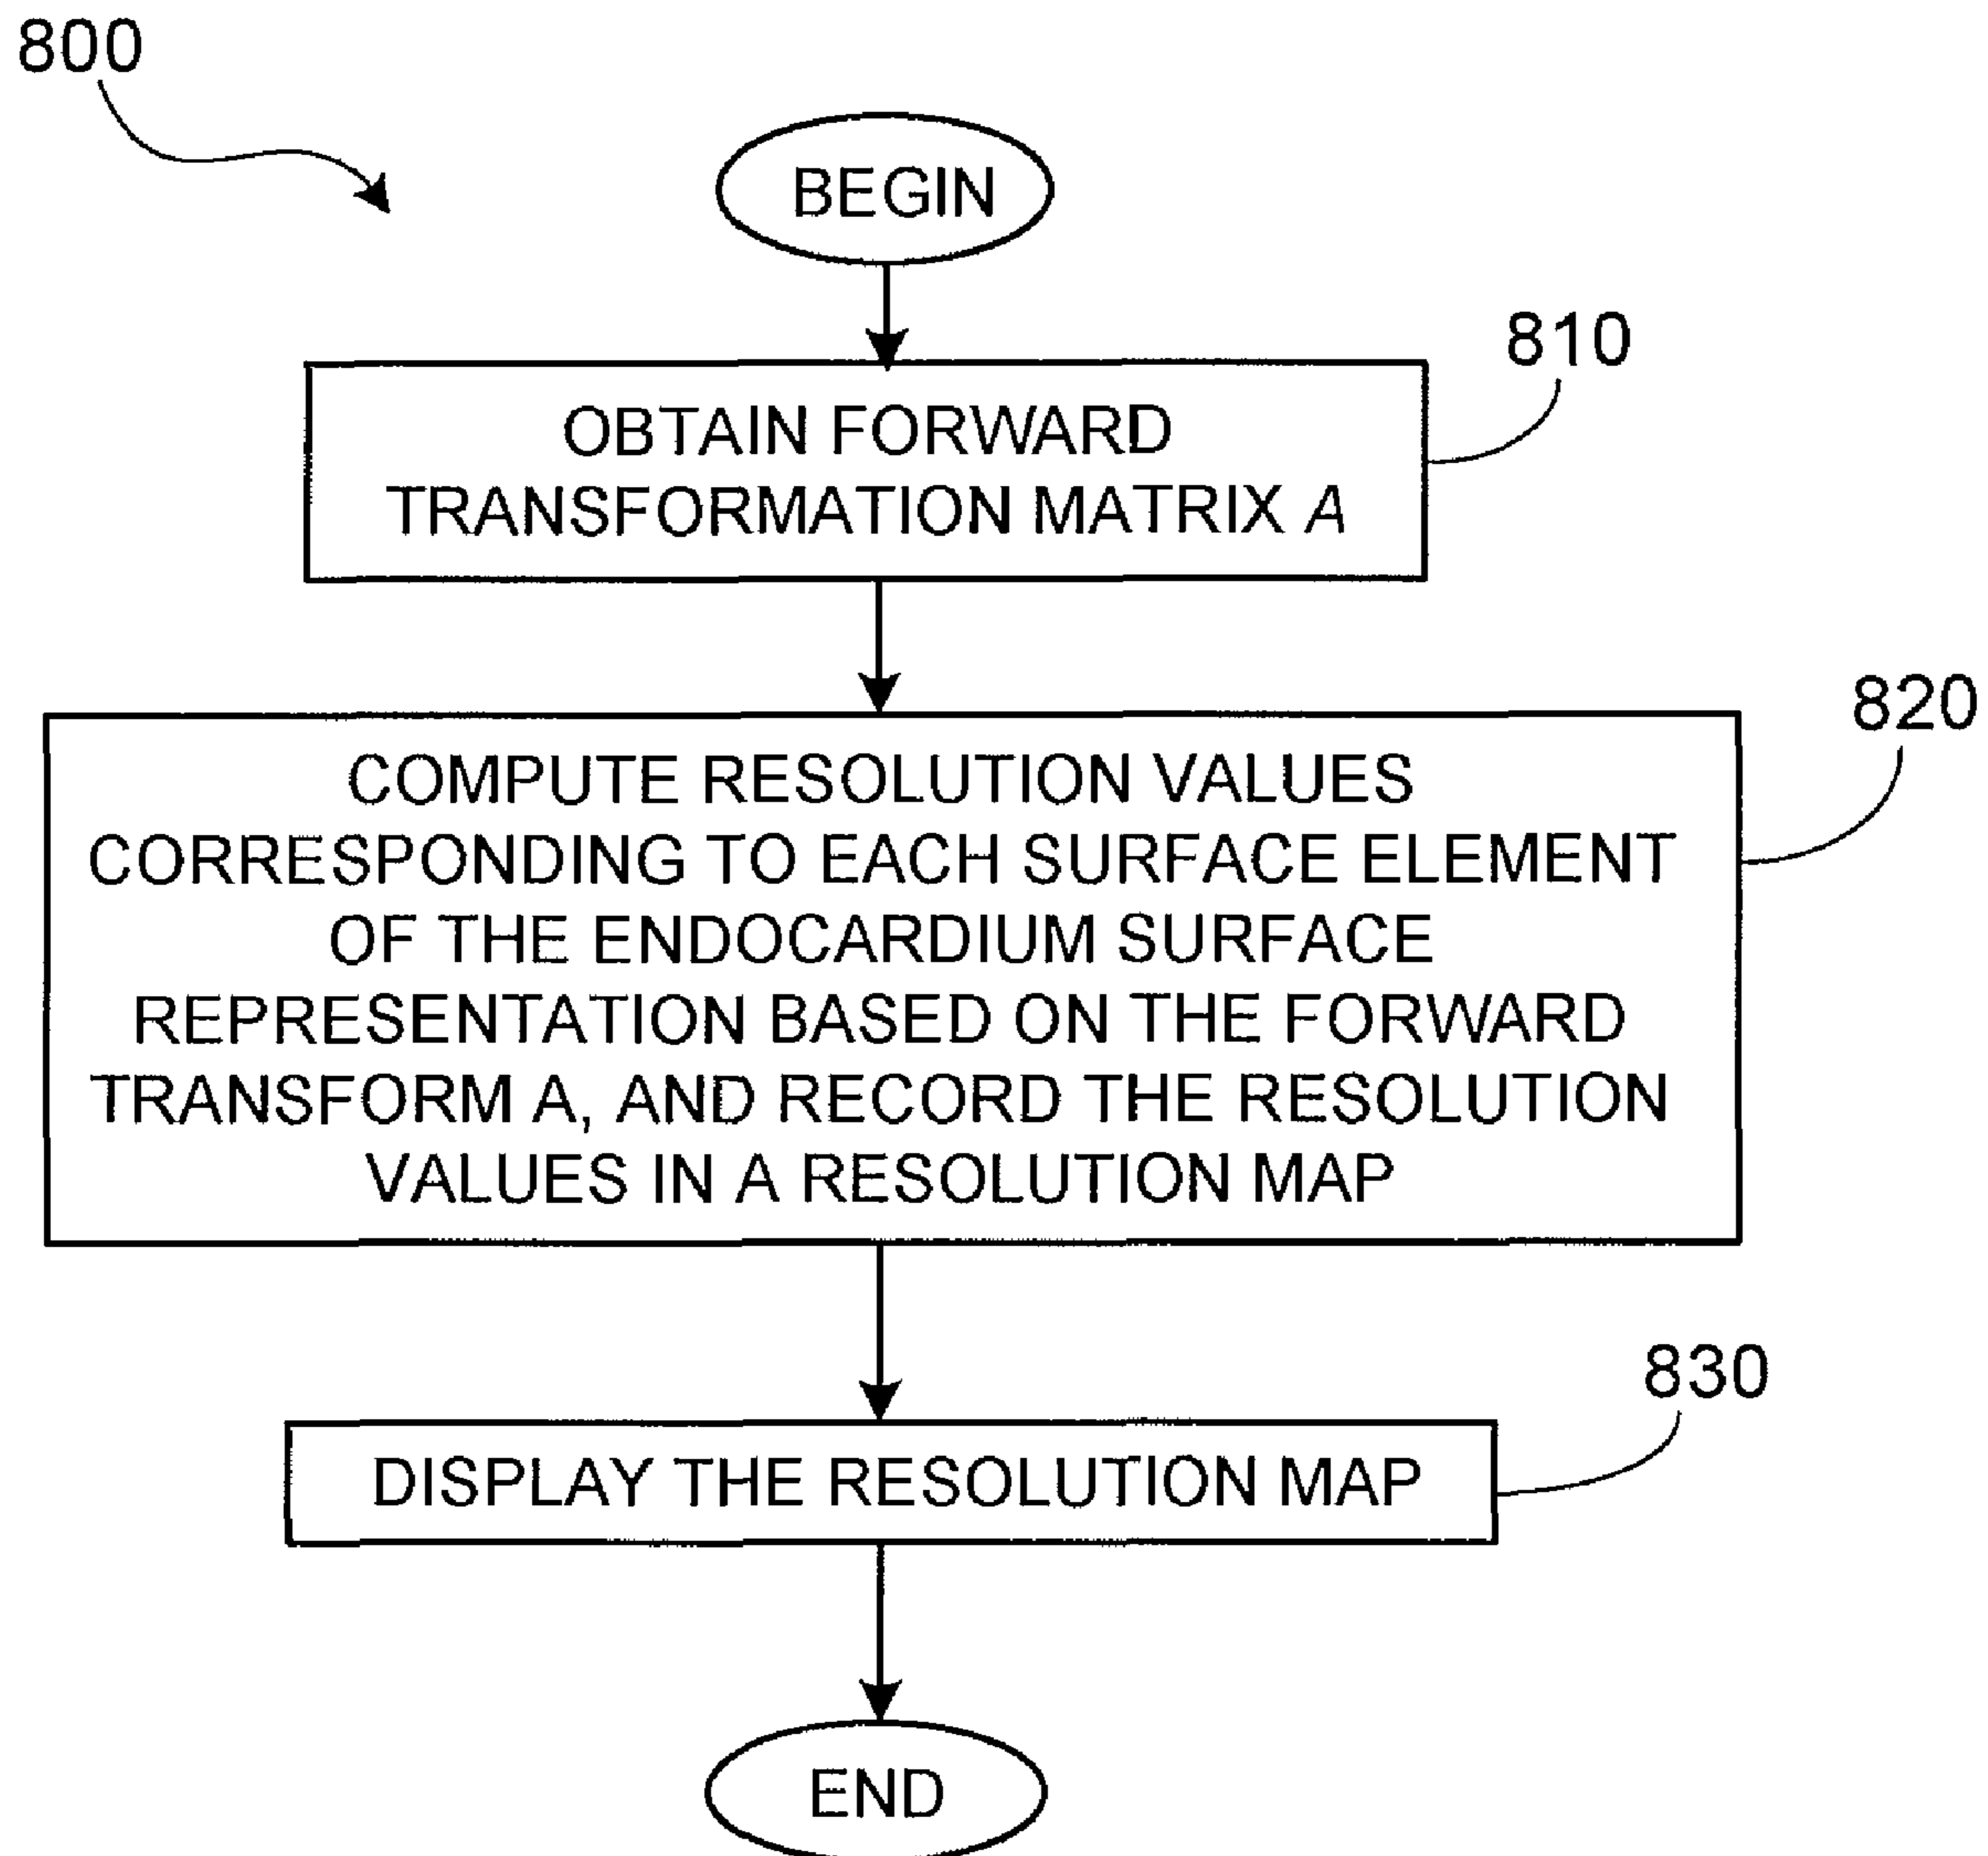 800
BEGIN
810
OBTAIN FORWARD
TRANSFORMATION MATRIX A
820
COMPUTE RESOLUTION VALUES
CORRESPONDING TO EACH SURFACE ELEMENT
OF THE ENDOCARDIUM SURFACE
REPRESENTATION BASED ON THE FORWARD
TRANSFORM A, AND RECORD THE RESOLUTION
VALUES IN A RESOLUTION MAP
830
DISPLAY THE RESOLUTION MAP
END